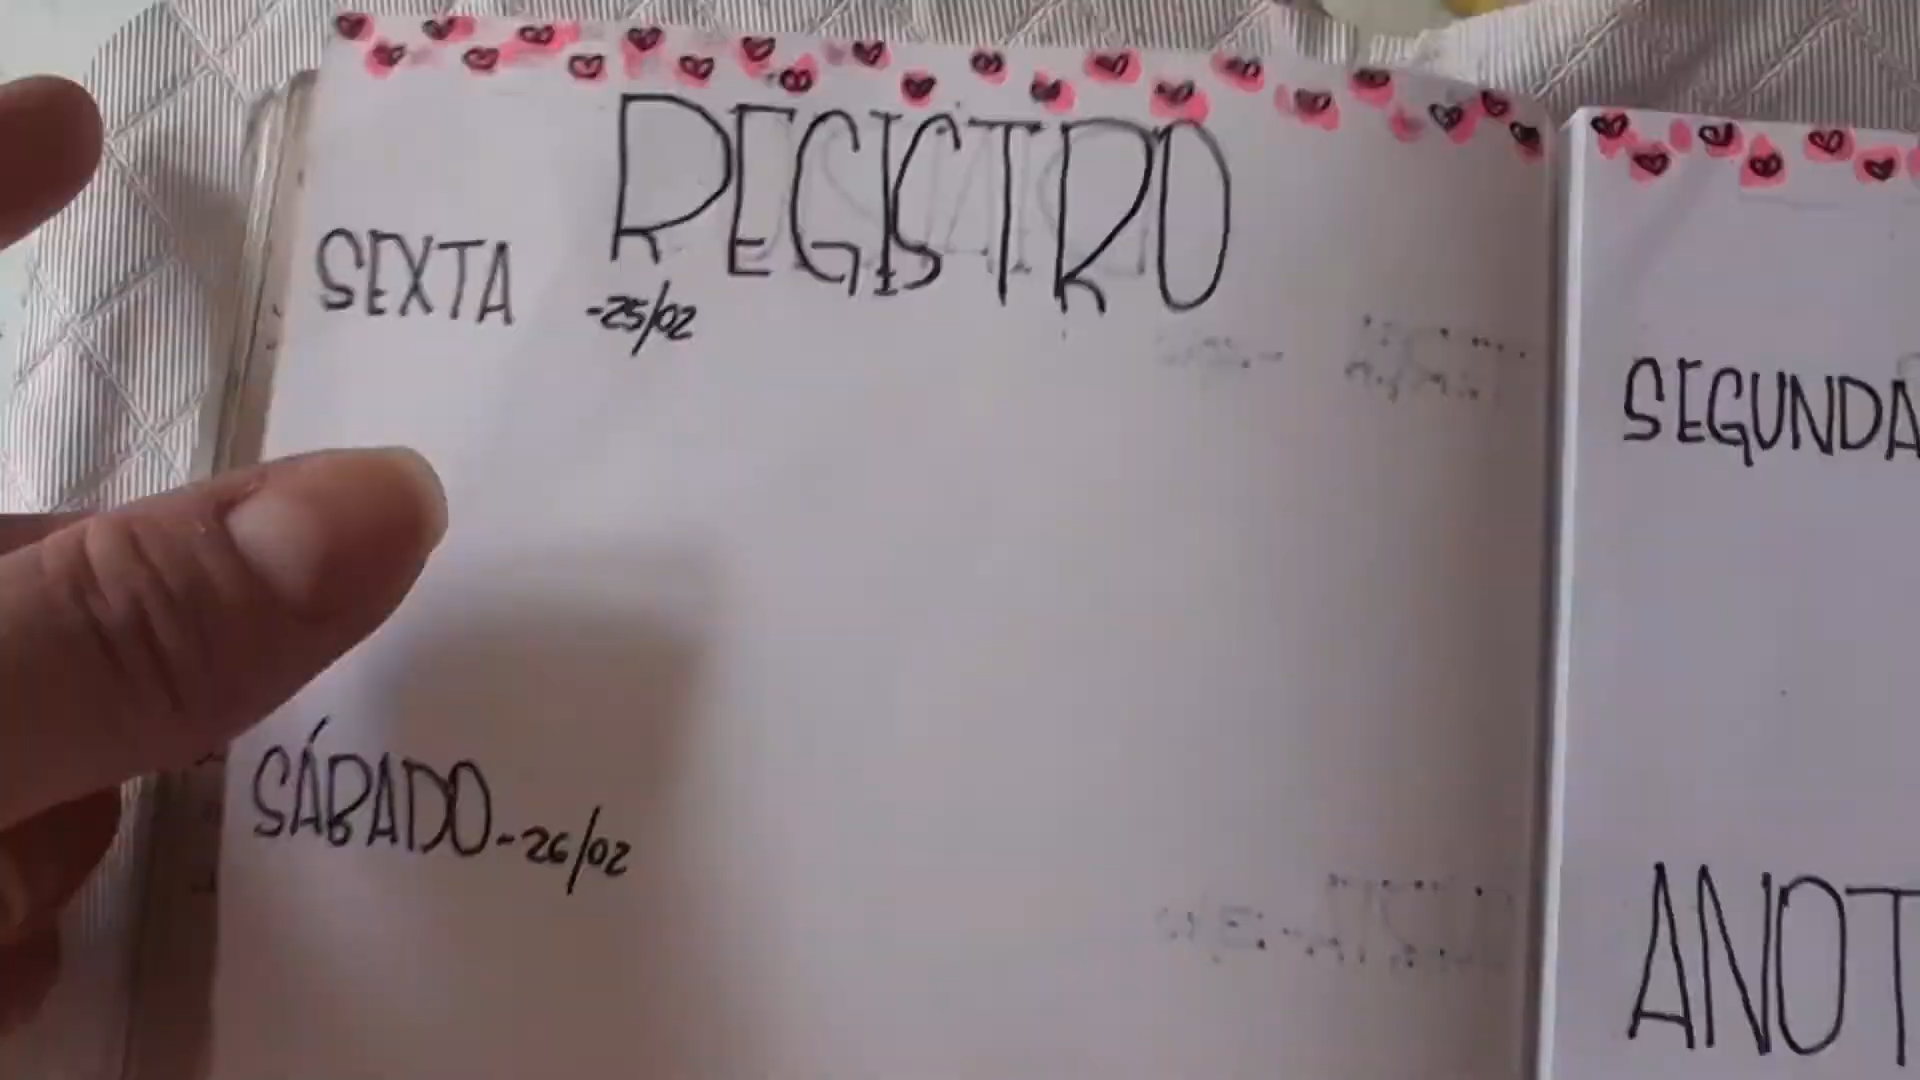 REGISTRO
SEXTA -25/02
SÁBADO -26/02
SEGUNDA
ANOT